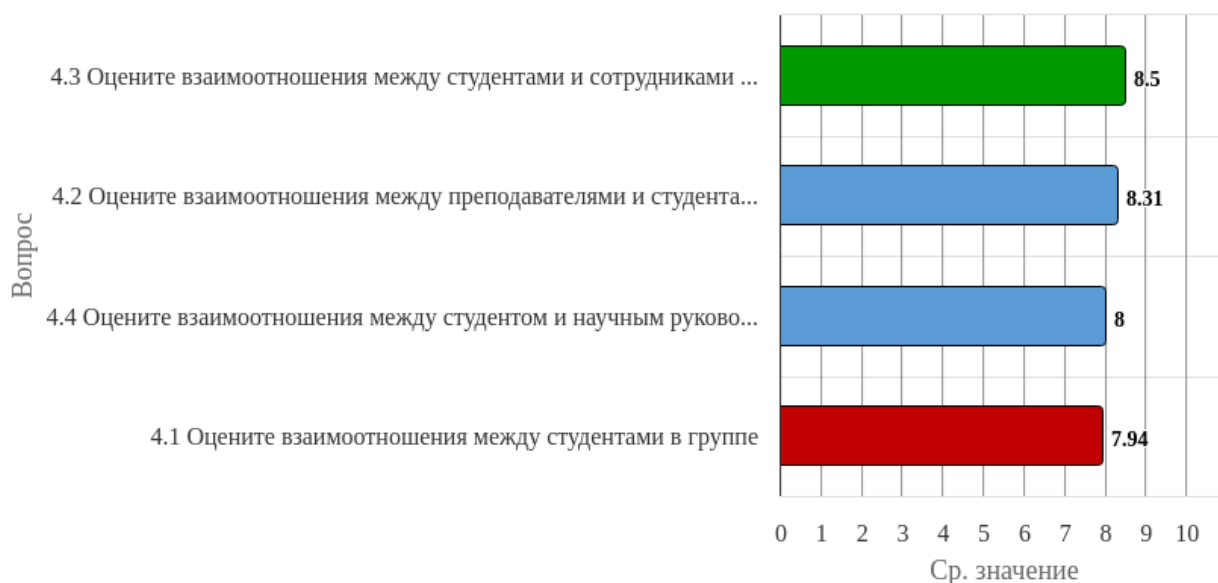 4.3 Оцените взаимоотношения между студентами и сотрудниками ...
8.5
4.2 Оцените взаимоотношения между преподавателями и студента...
8.31
Вопрос
4.4 Оцените взаимоотношения между студентом и научным руково...
8
4.1 Оцените взаимоотношения между студентами в группе
7.94
0 1 2 3 4 5 6 7 8 9 10
Ср. значение